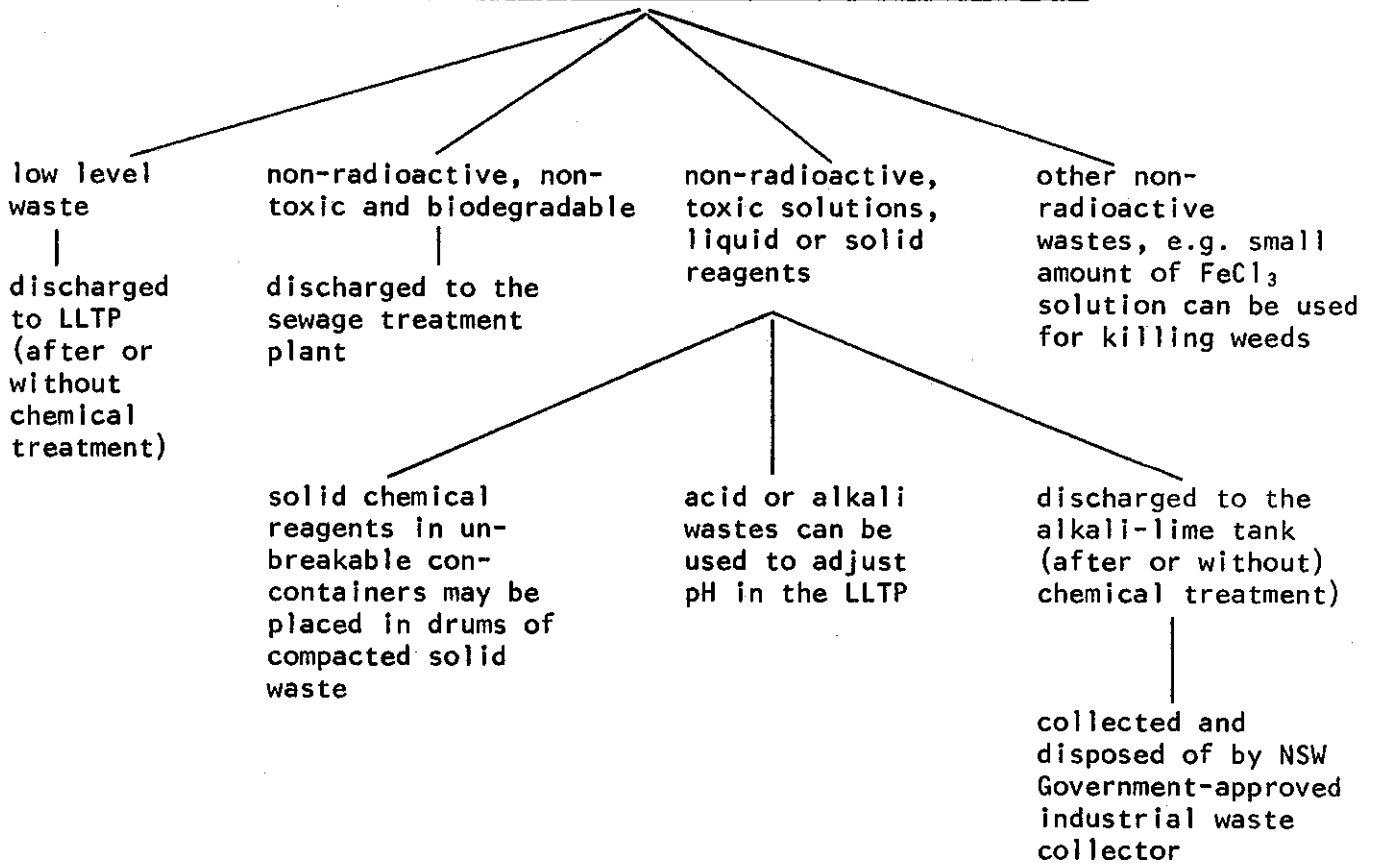 low level
waste
discharged
to LLTP
(after or
without
chemical
treatment)
non-radioactive, non-
toxic and biodegradable
discharged to the
sewage treatment
plant
non-radioactive,
toxic solutions,
liquid or solid
reagents
other non-
radioactive
wastes, e.g. small
amount of FeCl₃
solution can be used
for killing weeds
solid chemical
reagents in un-
breakable con-
containers may be
placed in drums of
compacted solid
waste
acid or alkali
wastes can be
used to adjust
pH in the LLTP
discharged to the
alkali-lime tank
(after or without)
chemical treatment)
collected and
disposed of by NSW
Government-approved
industrial waste
collector